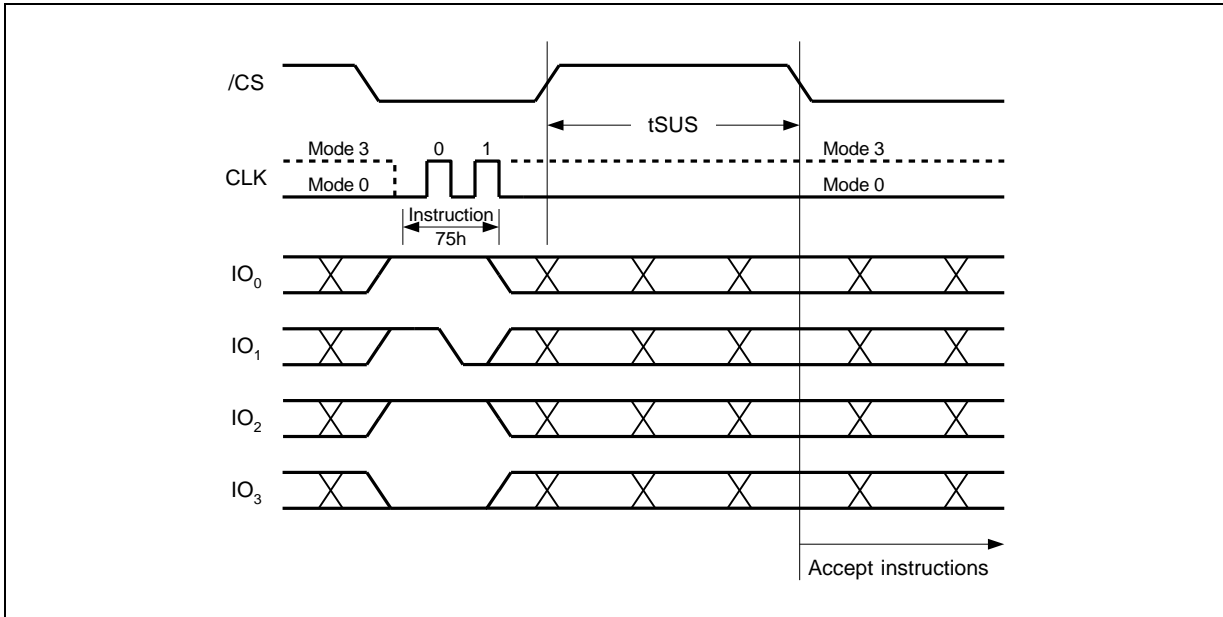 /CS
tSUS
Mode 3 0 1 Mode 3
CLK
Mode 0 Mode 0
Instruction
75h
IO0
IO1
IO2
IO3
Accept instructions